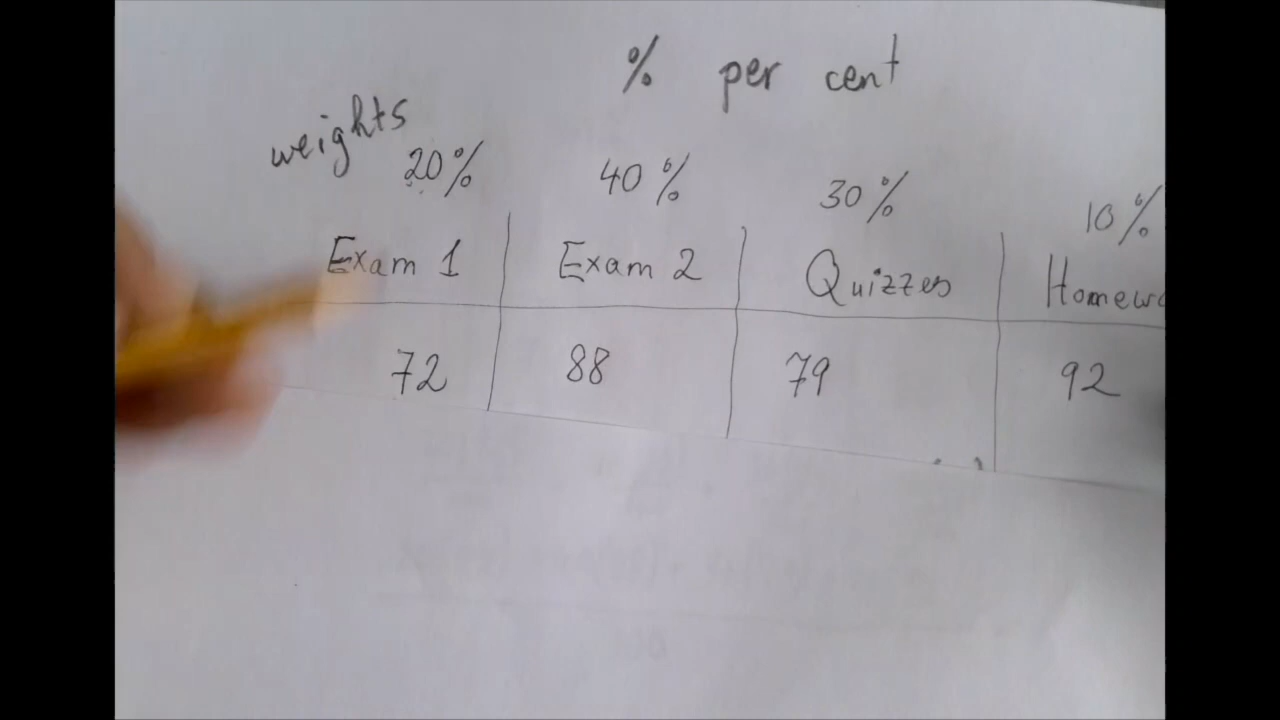 % per cent
weights
20% 40% 30% 10%
Exam 1 Exam 2 Quizzes
72 88 79 92